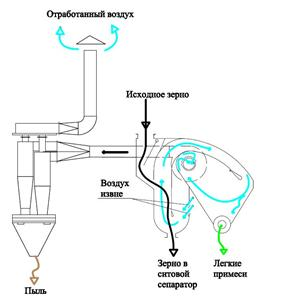 Отработанный воздух
Исходное зерно
Воздух
извне
Зерно в
ситовой
сепаратор
Легкие
примеси
Пыль